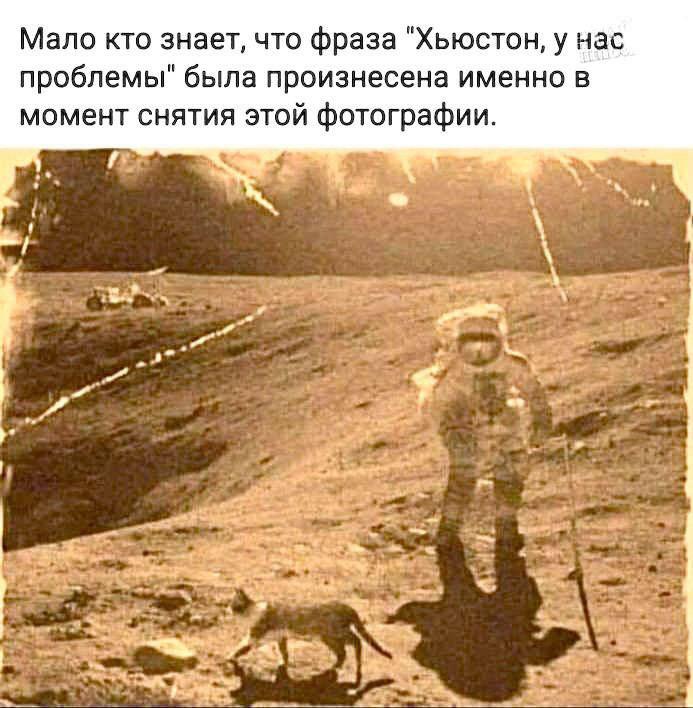 Мало кто знает, что фраза "Хьюстон, у нас
проблемы" была произнесена именно в
момент снятия этой фотографии.